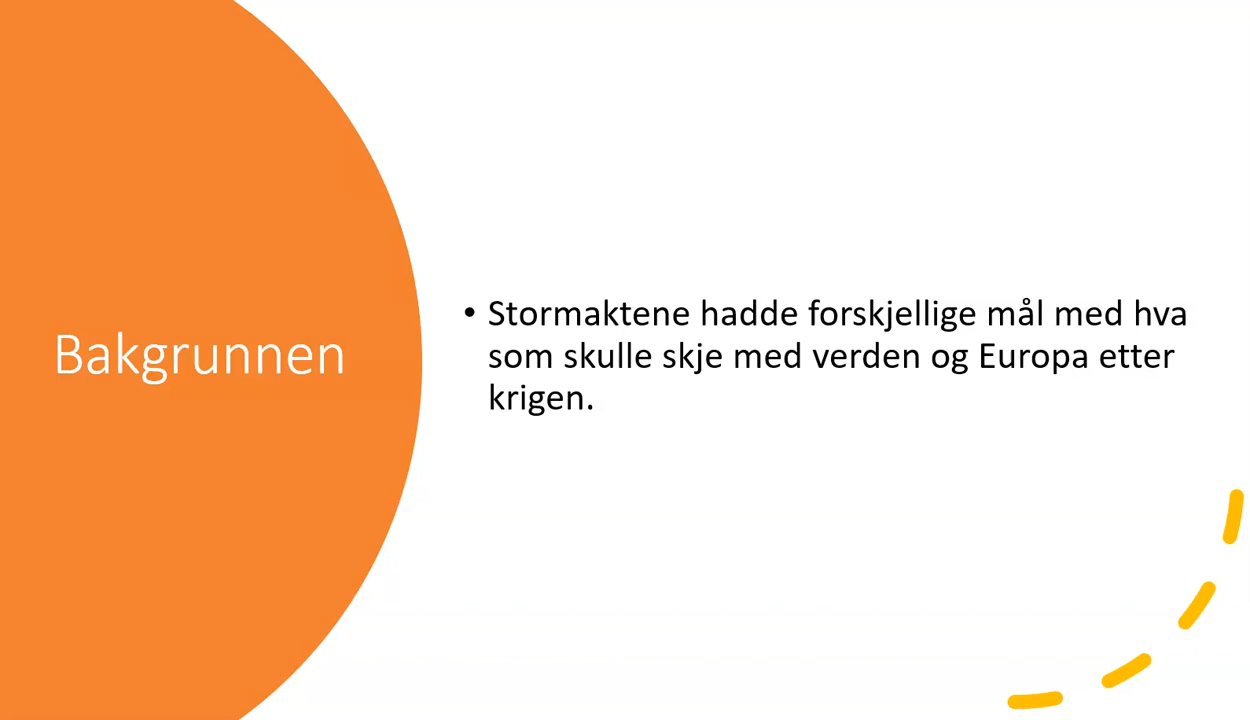 Bakgrunnen
• Stormaktene hadde forskjellige mål med hva
som skulle skje med verden og Europa etter
krigen.